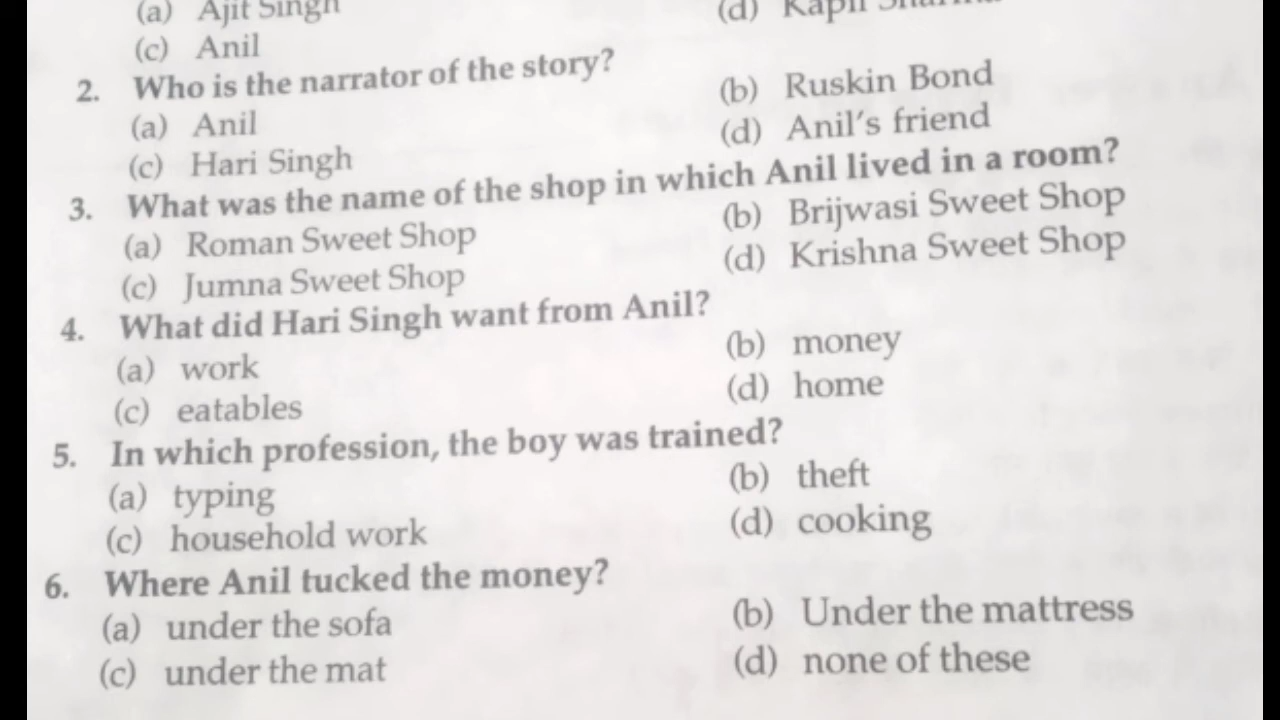 (a) Ajit Singh
(c) Anil
(d) Kapil Sharma
2. Who is the narrator of the story?
(a) Anil (b) Ruskin Bond
(c) Hari Singh (d) Anil's friend
3. What was the name of the shop in which Anil lived in a room?
(a) Roman Sweet Shop (b) Brijwasi Sweet Shop
(c) Jumna Sweet Shop (d) Krishna Sweet Shop
4. What did Hari Singh want from Anil?
(a) work (b) money
(c) eatables (d) home
5. In which profession, the boy was trained?
(a) typing (b) theft
(c) household work (d) cooking
6. Where Anil tucked the money?
(a) under the sofa (b) Under the mattress
(c) under the mat (d) none of these